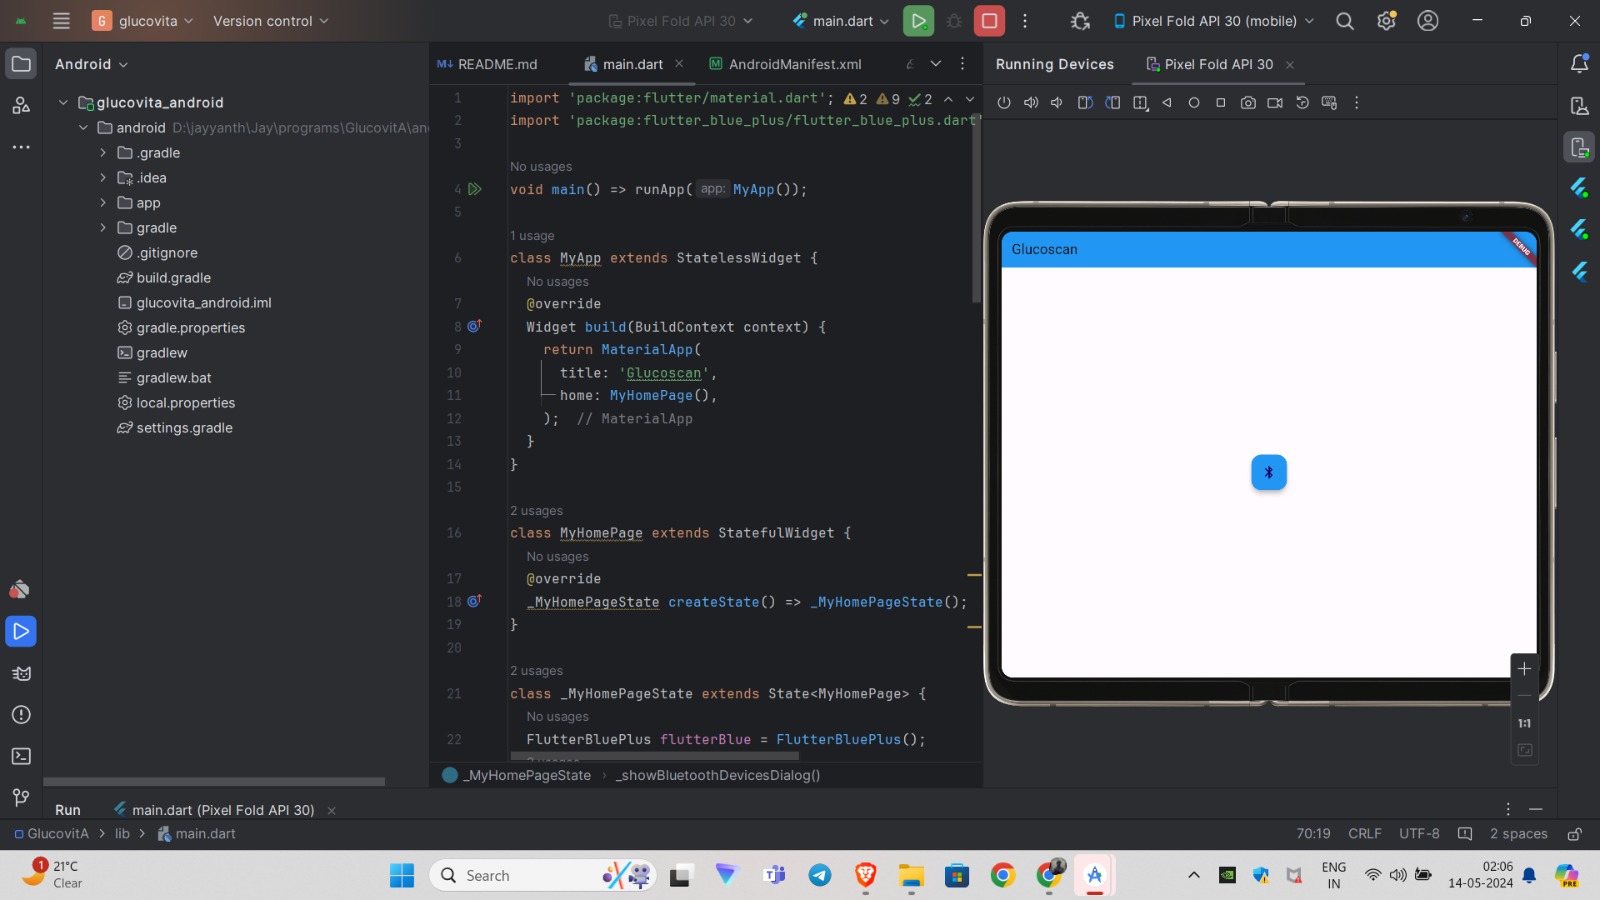 G glucovita Version control Pixel Fold API 30 main.dart Pixel Fold API 30 (mobile)
Android
glucovita_android
android D:\jayyanth\Jay\programs\GlucovitA\an
.gradle
.idea
app
gradle
.gitignore
build.gradle
glucovita_android.iml
gradle.properties
gradlew
gradlew.bat
local.properties
settings.gradle
M↓ README.md main.dart AndroidManifest.xml
1 import 'package:flutter/material.dart'; 2 9 2
2 import 'package:flutter_blue_plus/flutter_blue_plus.dart'
3
No usages
4 void main() => runApp( app: MyApp());
5
1 usage
6 class MyApp extends StatelessWidget {
No usages
7 @override
8 Widget build(BuildContext context) {
9 return MaterialApp(
10 title: 'Glucoscan',
11 home: MyHomePage(),
12 ); // MaterialApp
13 }
14 }
15
2 usages
16 class MyHomePage extends StatefulWidget {
No usages
17 @override
18 _MyHomePageState createState() => _MyHomePageState();
19 }
20
2 usages
21 class _MyHomePageState extends State<MyHomePage> {
No usages
22 FlutterBluePlus flutterBlue = FlutterBluePlus();
_MyHomePageState › _showBluetoothDevicesDialog()
Running Devices Pixel Fold API 30
Glucoscan
DEBUG
1:1
Run main.dart (Pixel Fold API 30)
GlucovitA › lib › main.dart 70:19 CRLF UTF-8 2 spaces
1 21°C
Clear
Search
ENG
IN
02:06
14-05-2024
PRE